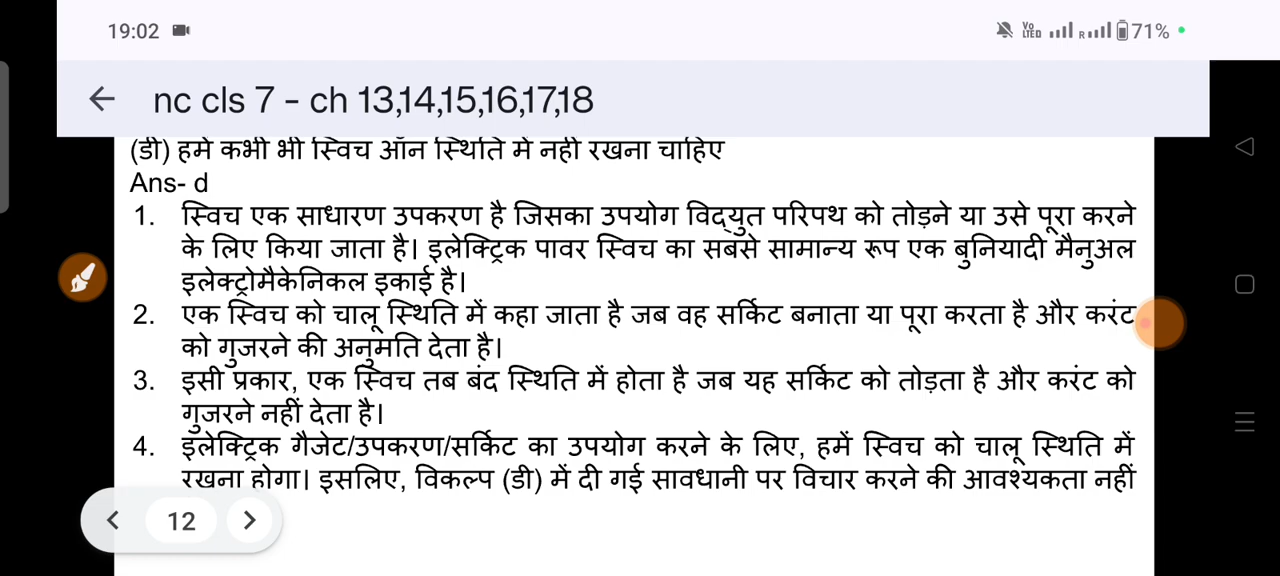 19:02
VO LTED R 71%
nc cls 7 - ch 13,14,15,16,17,18
(डी) हमें कभी भी स्विच ऑन स्थिति में नहीं रखना चाहिए
Ans- d
1. स्विच एक साधारण उपकरण है जिसका उपयोग विद्युत परिपथ को तोड़ने या उसे पूरा करने
के लिए किया जाता है। इलेक्ट्रिक पावर स्विच का सबसे सामान्य रूप एक बुनियादी मैनुअल
इलेक्ट्रोमैकेनिकल इकाई है।
2. एक स्विच को चालू स्थिति में कहा जाता है जब वह सर्किट बनाता या पूरा करता है और करंट
को गुजरने की अनुमति देता है।
3. इसी प्रकार, एक स्विच तब बंद स्थिति में होता है जब यह सर्किट को तोड़ता है और करंट को
गुजरने नहीं देता है।
4. इलेक्ट्रिक गैजेट/उपकरण/सर्किट का उपयोग करने के लिए, हमें स्विच को चालू स्थिति में
रखना होगा। इसलिए, विकल्प (डी) में दी गई सावधानी पर विचार करने की आवश्यकता नहीं
12